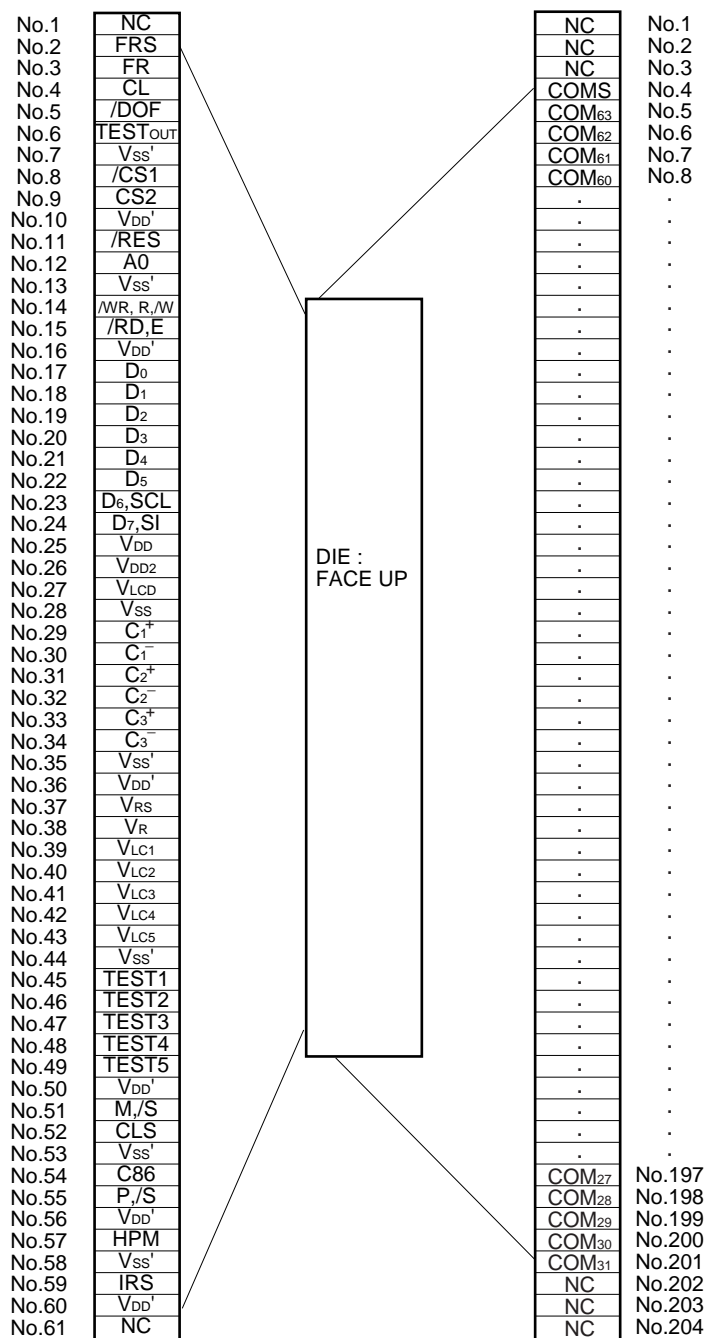 No.1 NC NC No.1
No.2 FRS NC No.2
No.3 FR NC No.3
No.4 CL COMS No.4
No.5 /DOF COM63 No.5
No.6 TESTOUT COM62 No.6
No.7 VSS' COM61 No.7
No.8 /CS1 COM60 No.8
No.9 CS2 . .
No.10 VDD' . .
No.11 /RES . .
No.12 A0 . .
No.13 VSS' . .
No.14 /WR, R,/W . .
No.15 /RD,E . .
No.16 VDD' . .
No.17 D0 . .
No.18 D1 . .
No.19 D2 . .
No.20 D3 . .
No.21 D4 . .
No.22 D5 . .
No.23 D6,SCL . .
No.24 D7,SI . .
No.25 VDD . .
DIE :
No.26 VDD2 . .
FACE UP
No.27 VLCD . .
No.28 VSS . .
No.29 C1+ . .
No.30 C1− . .
No.31 C2+ . .
No.32 C2− . .
No.33 C3+ . .
No.34 C3− . .
No.35 VSS' . .
No.36 VDD' . .
No.37 VRS . .
No.38 VR . .
No.39 VLC1 . .
No.40 VLC2 . .
No.41 VLC3 . .
No.42 VLC4 . .
No.43 VLC5 . .
No.44 VSS' . .
No.45 TEST1 . .
No.46 TEST2 . .
No.47 TEST3 . .
No.48 TEST4 . .
No.49 TEST5 . .
No.50 VDD' . .
No.51 M,/S . .
No.52 CLS . .
No.53 VSS' . .
No.54 C86 COM27 No.197
No.55 P,/S COM28 No.198
No.56 VDD' COM29 No.199
No.57 HPM COM30 No.200
No.58 VSS' COM31 No.201
No.59 IRS NC No.202
No.60 VDD' NC No.203
No.61 NC NC No.204